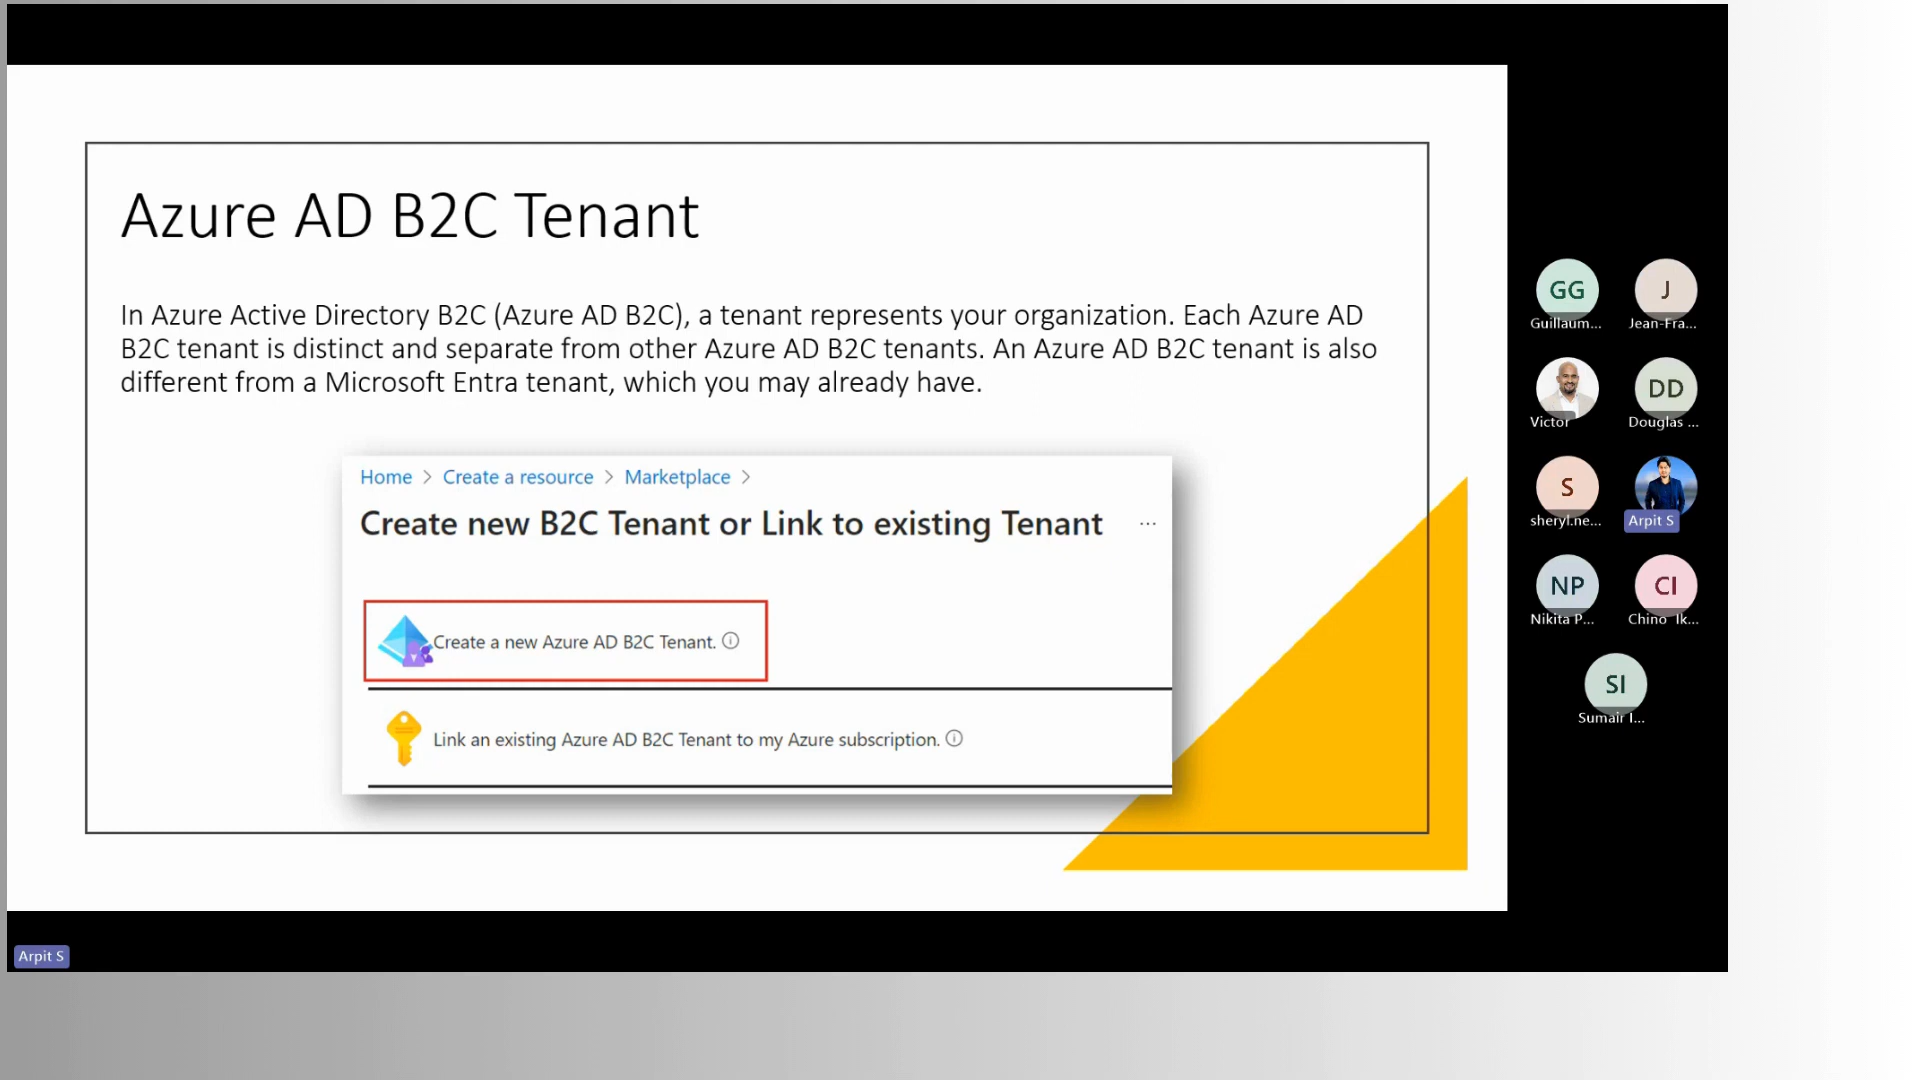 Azure AD B2C Tenant
In Azure Active Directory B2C (Azure AD B2C), a tenant represents your organization. Each Azure AD
B2C tenant is distinct and separate from other Azure AD B2C tenants. An Azure AD B2C tenant is also
different from a Microsoft Entra tenant, which you may already have.
Home > Create a resource > Marketplace >
Create new B2C Tenant or Link to existing Tenant ...
Create a new Azure AD B2C Tenant.
Link an existing Azure AD B2C Tenant to my Azure subscription.
GG J
Guillaum... Jean-Fra...
DD
Victor Douglas ...
S
sheryl.ne... Arpit S
NP CI
Nikita P... Chino Ik...
SI
Sumair I...
Arpit S